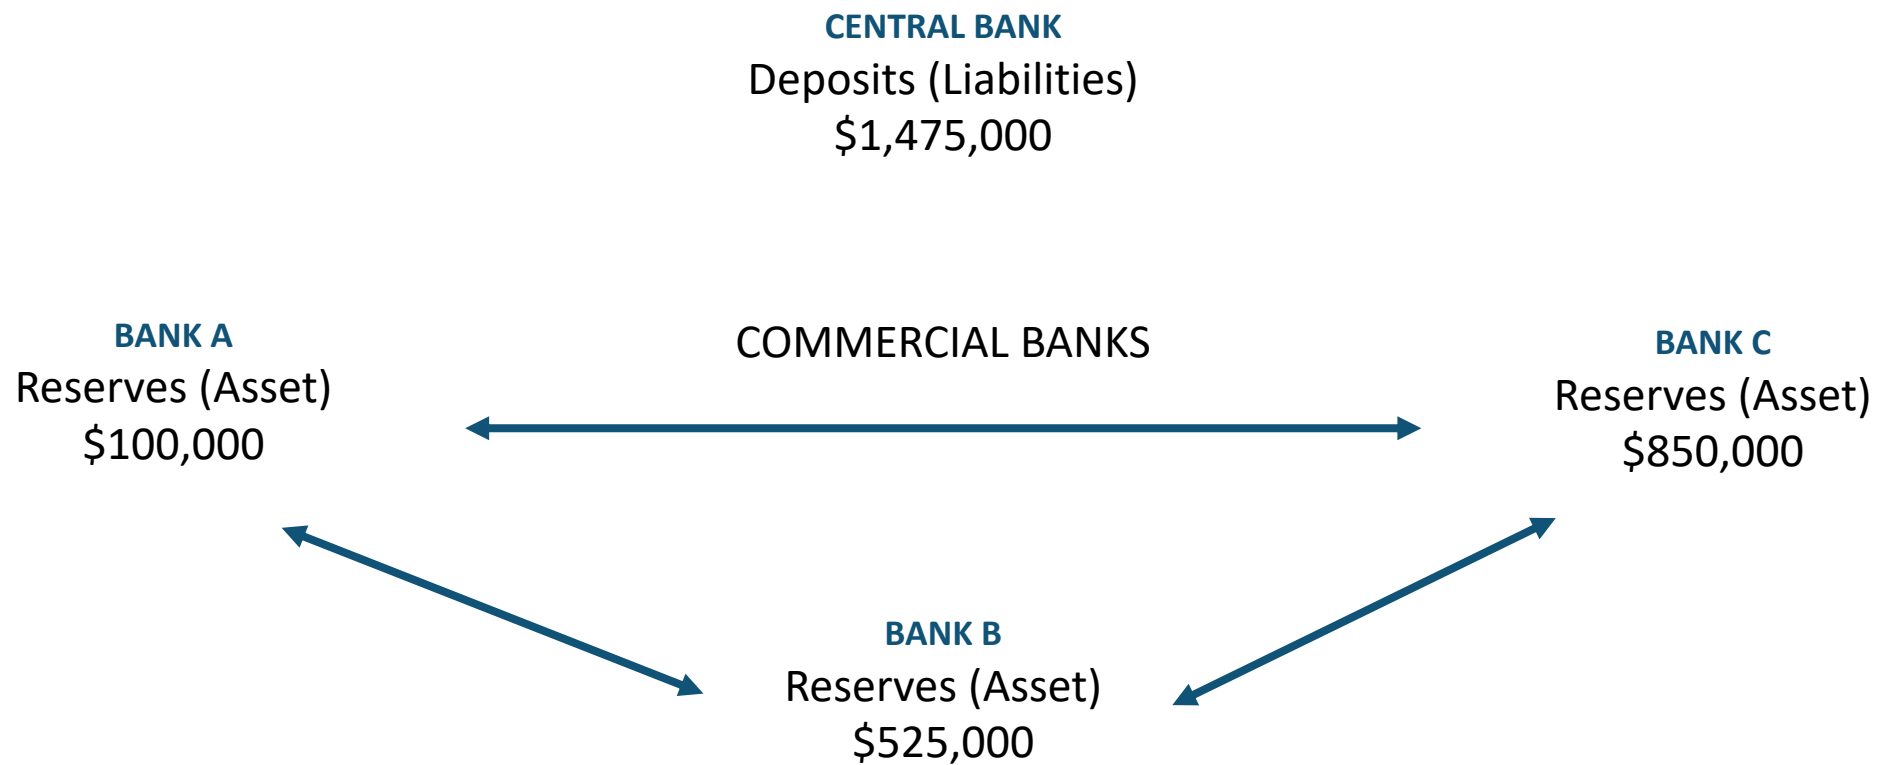 CENTRAL BANK
Deposits (Liabilities)
$1,475,000
BANK A
Reserves (Asset)
$100,000
COMMERCIAL BANKS
BANK C
Reserves (Asset)
$850,000
BANK B
Reserves (Asset)
$525,000